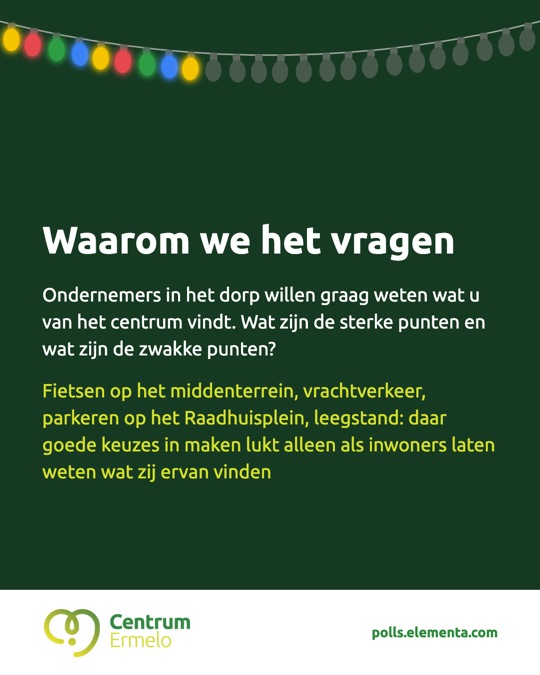 Waarom we het vragen
Ondernemers in het dorp willen graag weten wat u
van het centrum vindt. Wat zijn de sterke punten en
wat zijn de zwakke punten?
Fietsen op het middenterrein, vrachtverkeer,
parkeren op het Raadhuisplein, leegstand: daar
goede keuzes in maken lukt alleen als inwoners laten
weten wat zij ervan vinden
Centrum
Ermelo
polls.elementa.com